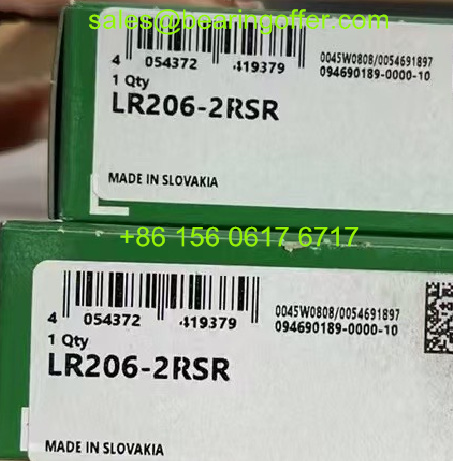 sales@bearingoffer.com
4 054372 419379
0045W0808/0054691897
094690189-0000-10
1 Qty
LR206-2RSR
MADE IN SLOVAKIA
+86 156 0617 6717
4 054372 419379
0045W0808/0054691897
094690189-0000-10
1 Qty
LR206-2RSR
MADE IN SLOVAKIA